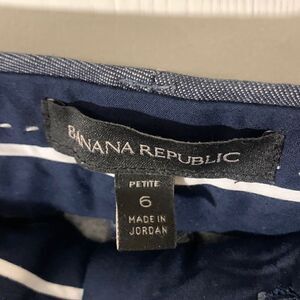 BANANA REPUBLIC
PETITE
6
MADE IN
JORDAN